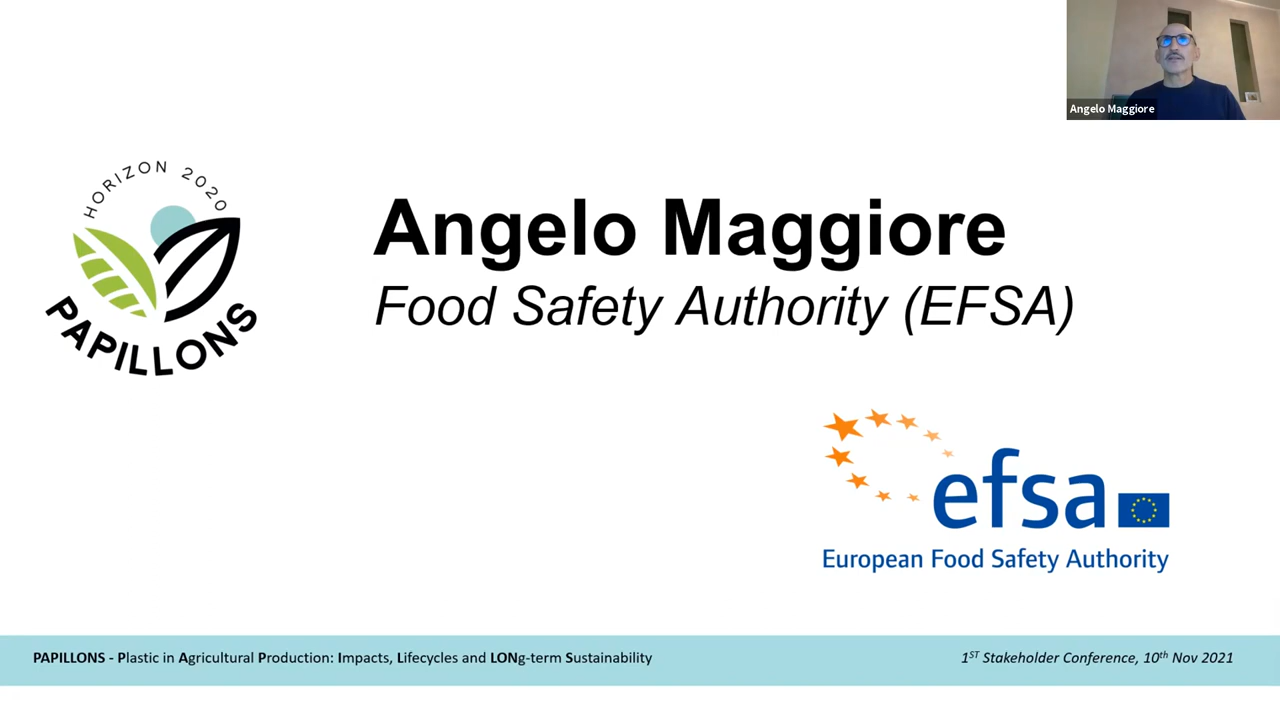 Angelo Maggiore
HORIZON 2020
PAPILLONS
Angelo Maggiore
Food Safety Authority (EFSA)
efsa
European Food Safety Authority
PAPILLONS - Plastic in Agricultural Production: Impacts, Lifecycles and LONg-term Sustainability
1ST Stakeholder Conference, 10th Nov 2021